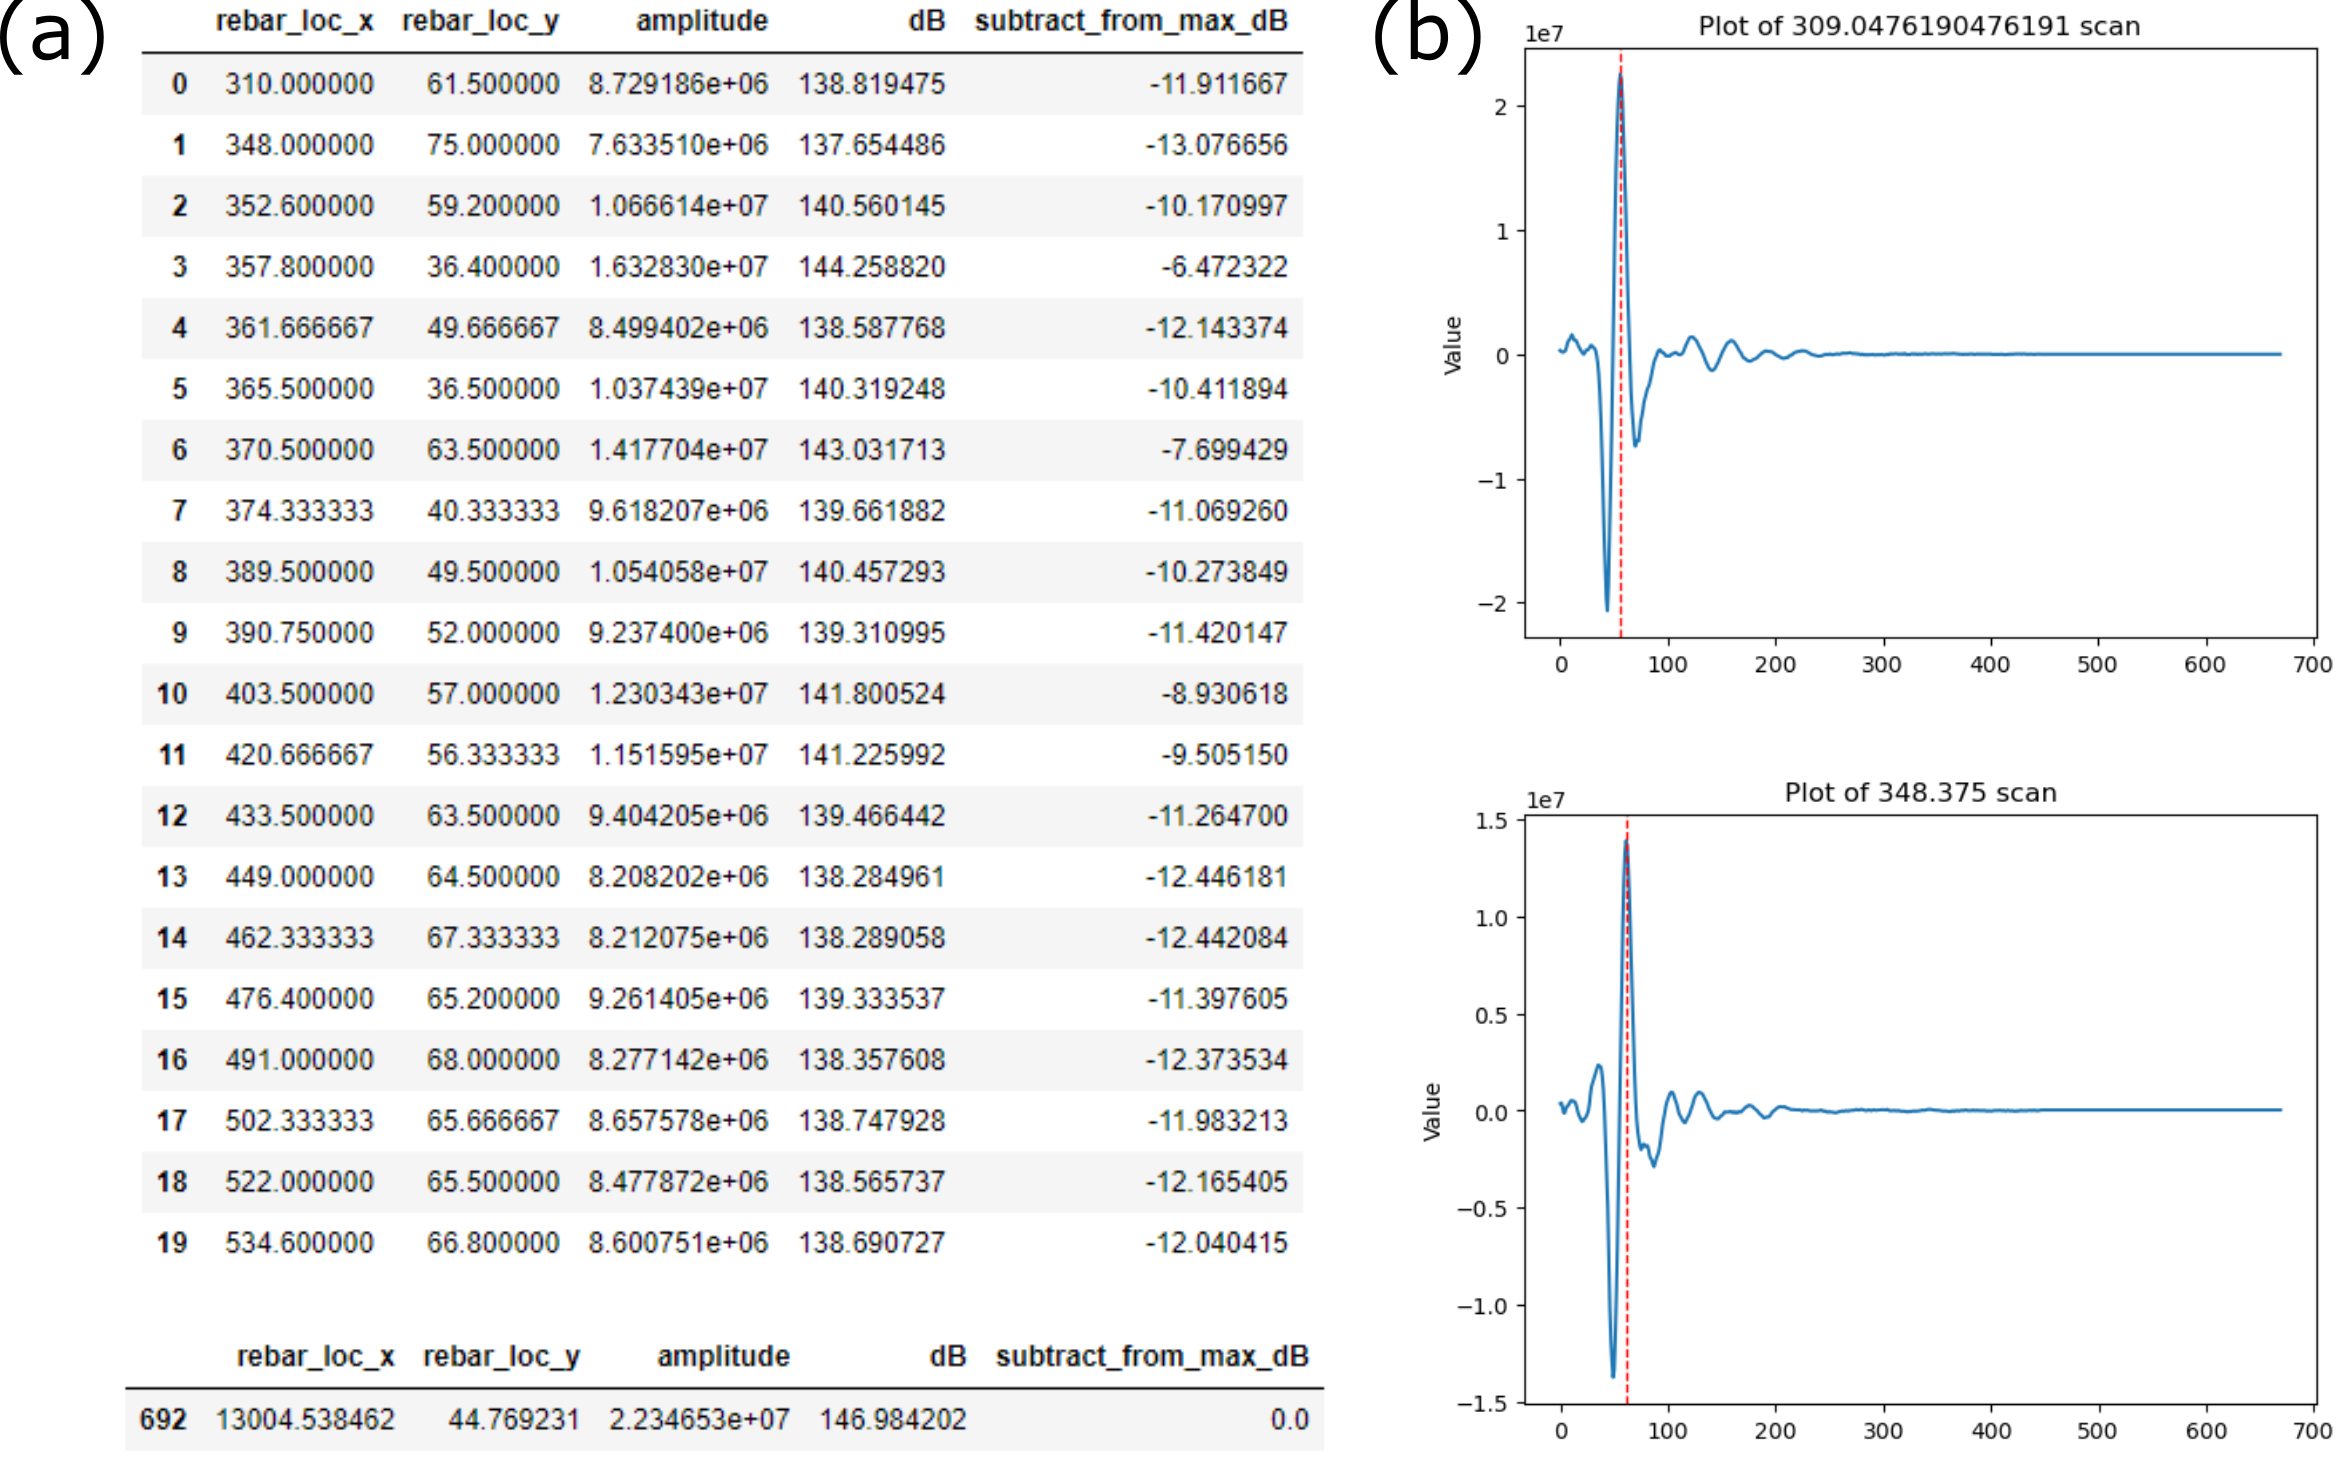 (a)
rebar_loc_x rebar_loc_y amplitude dB subtract_from_max_dB
0 310.000000 61.500000 8.729186e+06 138.819475 -11.911667
1 348.000000 75.000000 7.633510e+06 137.654486 -13.076656
2 352.600000 59.200000 1.066614e+07 140.560145 -10.170997
3 357.800000 36.400000 1.632830e+07 144.258820 -6.472322
4 361.666667 49.666667 8.499402e+06 138.587768 -12.143374
5 365.500000 36.500000 1.037439e+07 140.319248 -10.411894
6 370.500000 63.500000 1.417704e+07 143.031713 -7.699429
7 374.333333 40.333333 9.618207e+06 139.661882 -11.069260
8 389.500000 49.500000 1.054058e+07 140.457293 -10.273849
9 390.750000 52.000000 9.237400e+06 139.310995 -11.420147
10 403.500000 57.000000 1.230343e+07 141.800524 -8.930618
11 420.666667 56.333333 1.151595e+07 141.225992 -9.505150
12 433.500000 63.500000 9.404205e+06 139.466442 -11.264700
13 449.000000 64.500000 8.208202e+06 138.284961 -12.446181
14 462.333333 67.333333 8.212075e+06 138.289058 -12.442084
15 476.400000 65.200000 9.261405e+06 139.333537 -11.397605
16 491.000000 68.000000 8.277142e+06 138.357608 -12.373534
17 502.333333 65.666667 8.657578e+06 138.747928 -11.983213
18 522.000000 65.500000 8.477872e+06 138.565737 -12.165405
19 534.600000 66.800000 8.600751e+06 138.690727 -12.040415
rebar_loc_x rebar_loc_y amplitude dB subtract_from_max_dB
692 13004.538462 44.769231 2.234653e+07 146.984202 0.0
(b)
Plot of 309.0476190476191 scan
1e7
2
1
0
−1
−2
Value
0 100 200 300 400 500 600 700
Plot of 348.375 scan
1e7
1.5
1.0
0.5
0.0
−0.5
−1.0
−1.5
Value
0 100 200 300 400 500 600 700